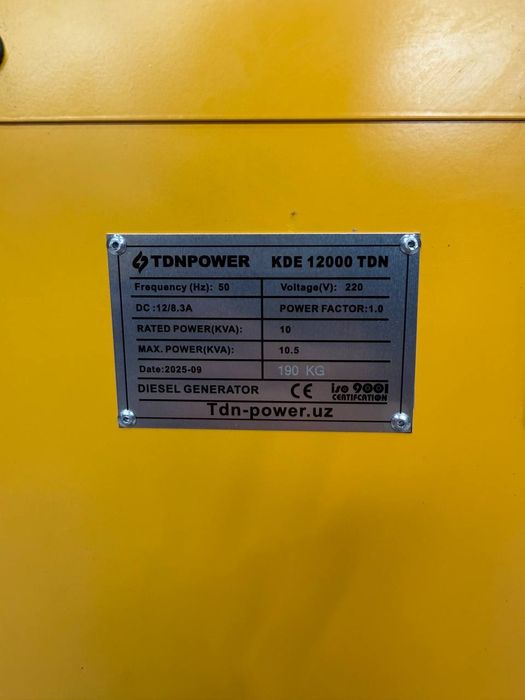 TDNPOWER KDE 12000 TDN
Frequency(Hz): 50 Voltage(V): 220
DC :12/8.3A POWER FACTOR:1.0
RATED POWER(KVA): 10
MAX. POWER(KVA): 10.5
Date:2025-09 190 KG
DIESEL GENERATOR CE iso 9001
CERTIFCATION
Tdn-power.uz